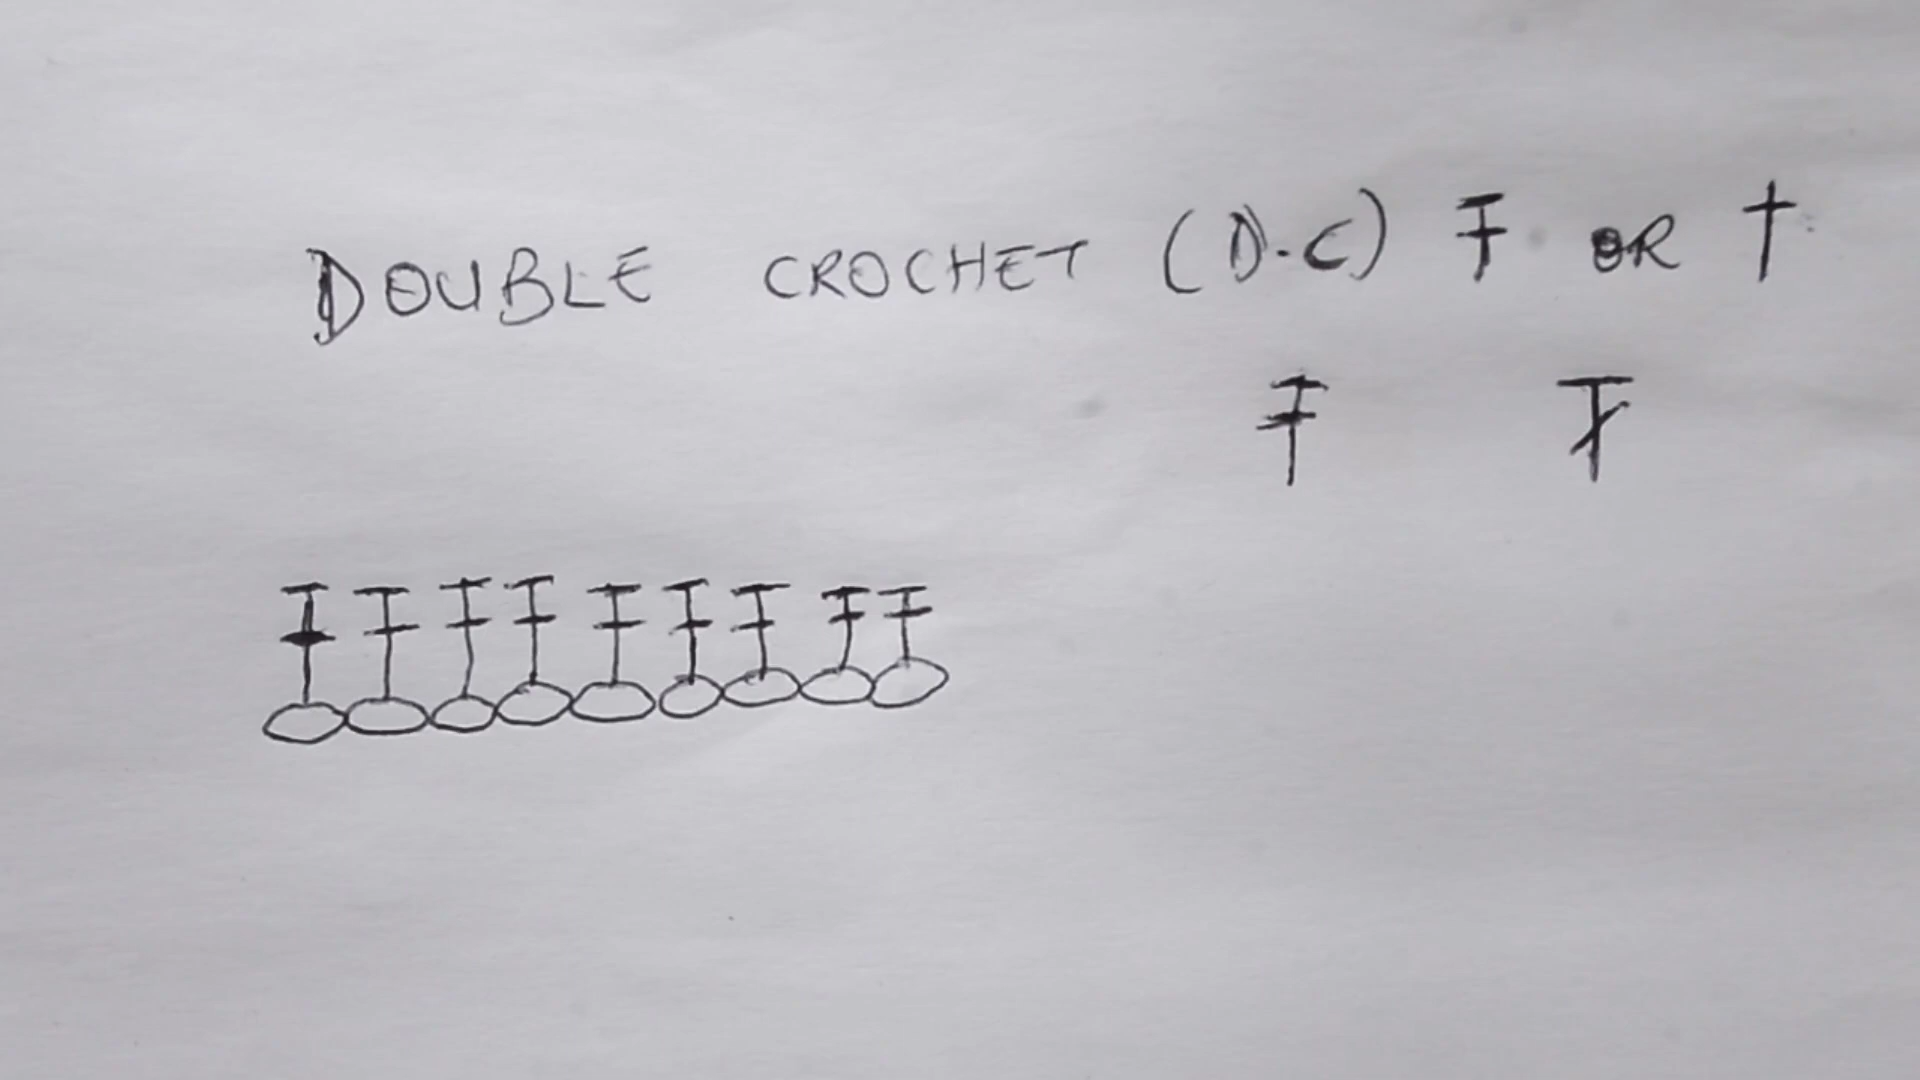 DOUBLE CROCHET (D.C) Ŧ OR †